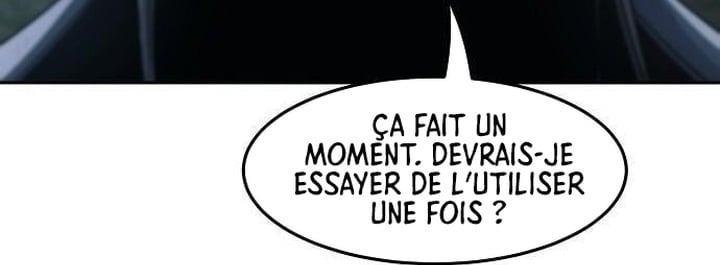 ÇA FAIT UN
MOMENT. DEVRAIS-JE
ESSAYER DE L'UTILISER
UNE FOIS ?